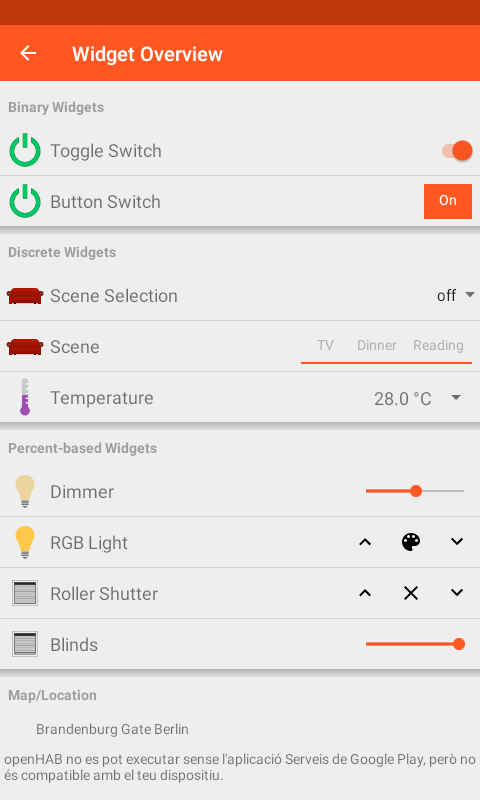 Widget Overview
Binary Widgets
Toggle Switch
Button Switch
On
Discrete Widgets
Scene Selection
off
Scene
TV
Dinner
Reading
Temperature
28.0 °C
Percent-based Widgets
Dimmer
RGB Light
Roller Shutter
Blinds
Map/Location
Brandenburg Gate Berlin
openHAB no es pot executar sense l'aplicació Serveis de Google Play, però no
és compatible amb el teu dispositiu.